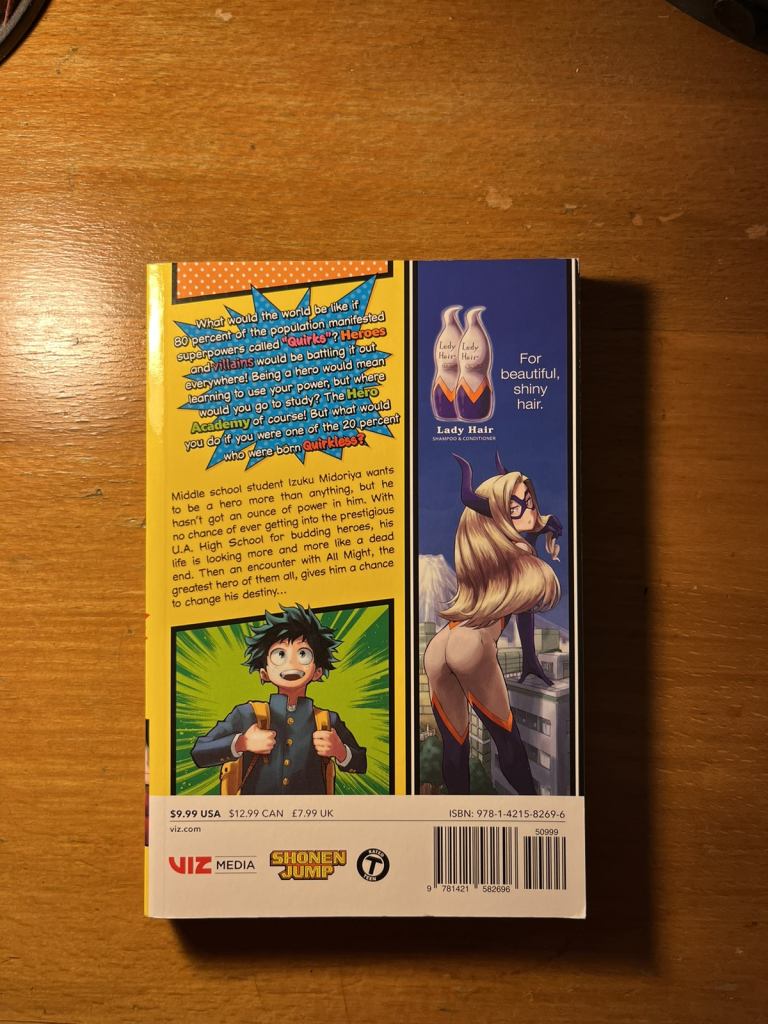 What would the world be like if
80 percent of the population manifested
superpowers called "Quirks"? Heroes
and villains would be battling it out
everywhere! Being a hero would mean
learning to use your power, but where
would you go to study? The Hero
Academy of course! But what would
you do if you were one of the 20 percent
who were born Quirkless?
Middle school student Izuku Midoriya wants
to be a hero more than anything, but he
hasn't got an ounce of power in him. With
no chance of ever getting into the prestigious
U.A. High School for budding heroes, his
life is looking more and more like a dead
end. Then an encounter with All Might, the
greatest hero of them all, gives him a chance
to change his destiny...
Lady Lady
Hair Hair
For
beautiful,
shiny
hair.
Lady Hair
SHAMPOO & CONDITIONER
$9.99 USA $12.99 CAN £7.99 UK
viz.com
VIZ MEDIA
SHONEN
JUMP
RATED
T
TEEN
ISBN: 978-1-4215-8269-6
50999
9 781421 582696